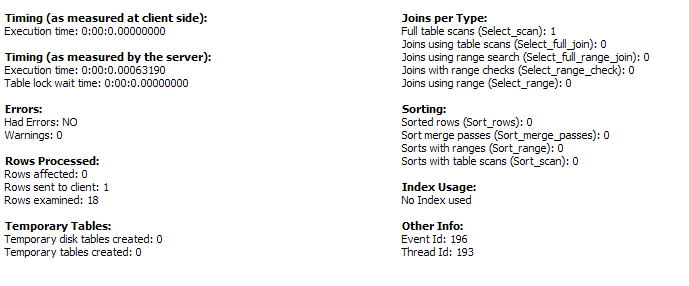 Timing (as measured at client side):
Execution time: 0:00:0.00000000
Timing (as measured by the server):
Execution time: 0:00:0.00063190
Table lock wait time: 0:00:0.00000000
Errors:
Had Errors: NO
Warnings: 0
Rows Processed:
Rows affected: 0
Rows sent to client: 1
Rows examined: 18
Temporary Tables:
Temporary disk tables created: 0
Temporary tables created: 0
Joins per Type:
Full table scans (Select_scan): 1
Joins using table scans (Select_full_join): 0
Joins using range search (Select_full_range_join): 0
Joins with range checks (Select_range_check): 0
Joins using range (Select_range): 0
Sorting:
Sorted rows (Sort_rows): 0
Sort merge passes (Sort_merge_passes): 0
Sorts with ranges (Sort_range): 0
Sorts with table scans (Sort_scan): 0
Index Usage:
No Index used
Other Info:
Event Id: 196
Thread Id: 193